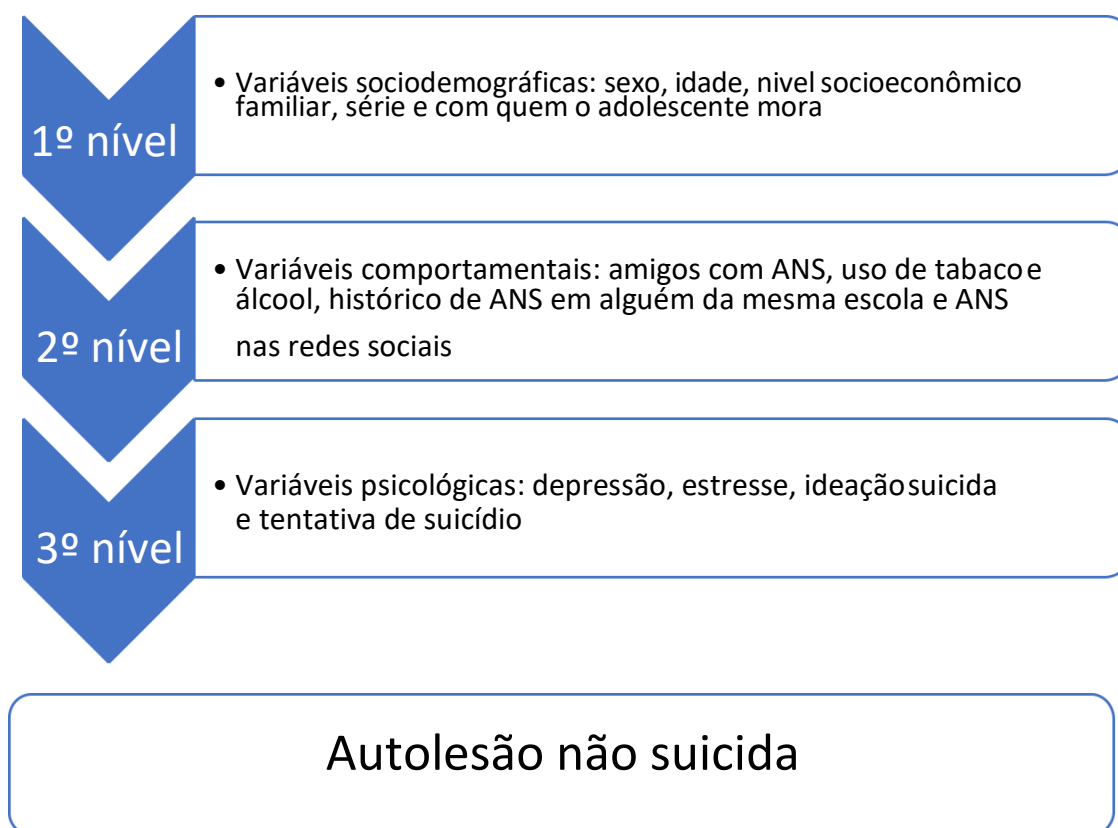 1º nível
• Variáveis sociodemográficas: sexo, idade, nivel socioeconômico
familiar, série e com quem o adolescente mora
2º nível
• Variáveis comportamentais: amigos com ANS, uso de tabaco e
álcool, histórico de ANS em alguém da mesma escola e ANS
nas redes sociais
3º nível
• Variáveis psicológicas: depressão, estresse, ideação suicida
e tentativa de suicídio
Autolesão não suicida